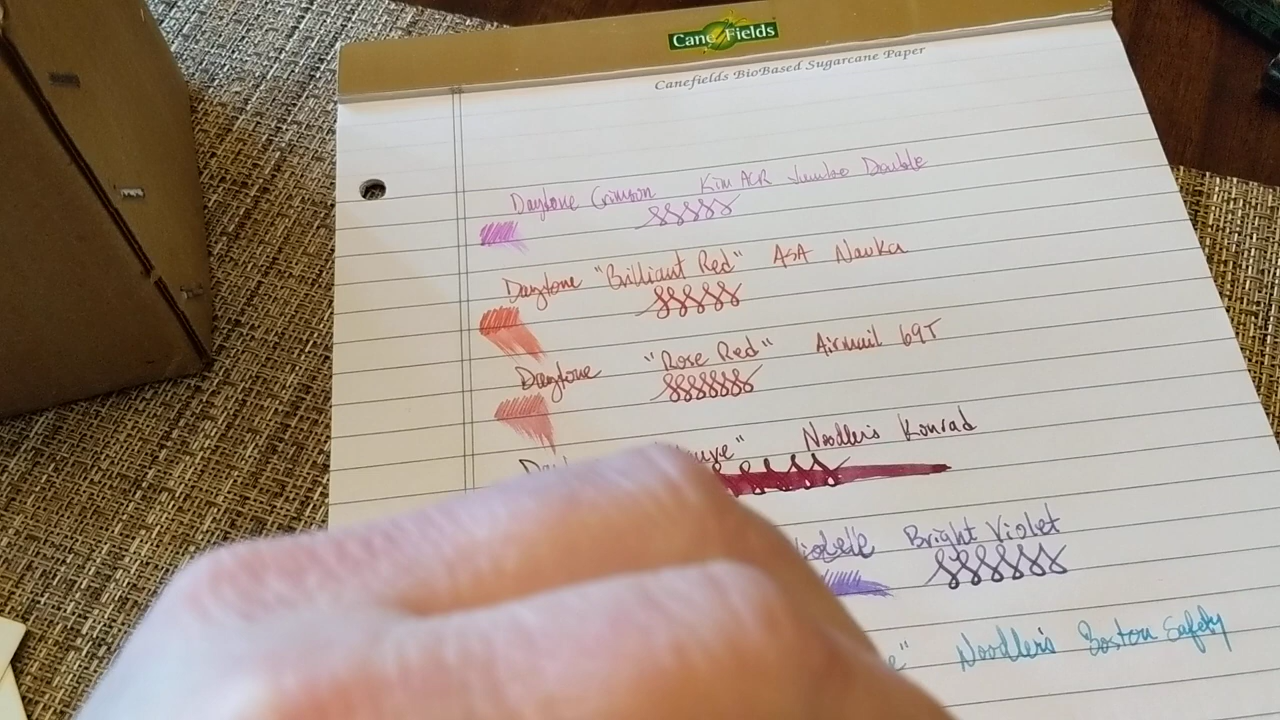 Cane Fields
Canefields BioBased Sugarcane Paper
Daytone Crimson Kim ACR Jumbo Double
Daytone "Brilliant Red" ASA Nauka
Daytone "Rose Red" Airmail 69T
Noodler's Konrad
Bright Violet
Noodler's Boston Safety